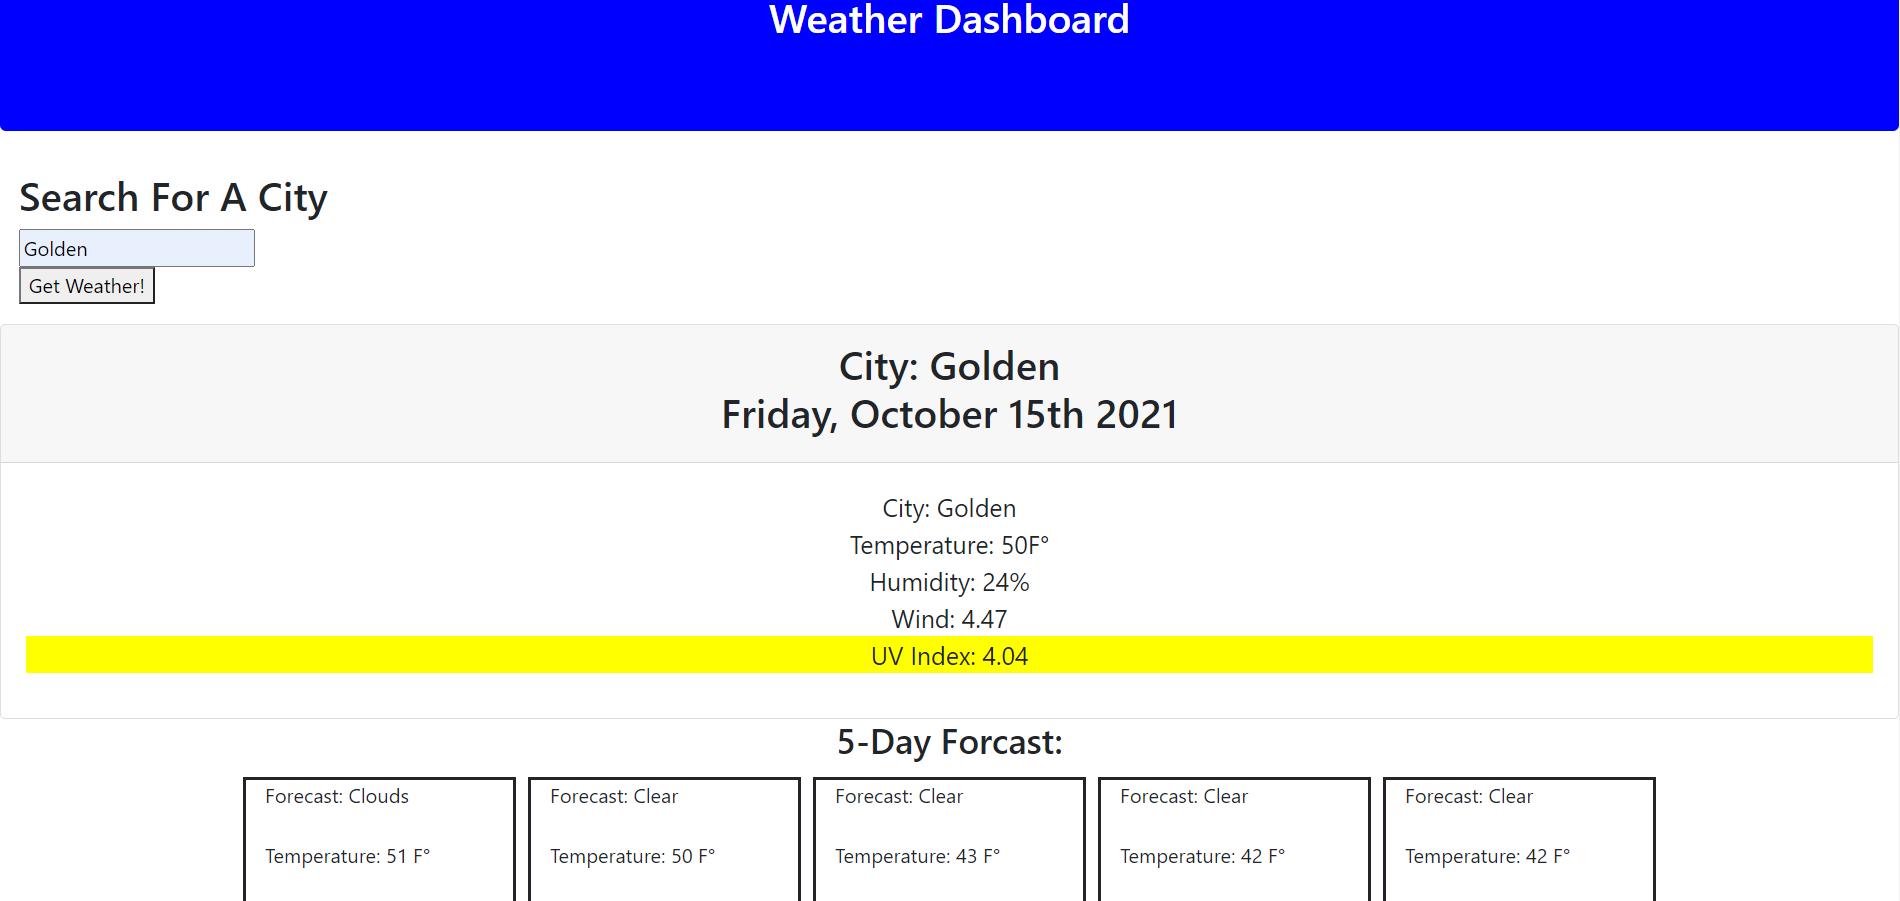 Weather Dashboard
Search For A City
Golden
Get Weather!
City: Golden
Friday, October 15th 2021
City: Golden
Temperature: 50F°
Humidity: 24%
Wind: 4.47
UV Index: 4.04
5-Day Forcast:
Forecast: Clouds
Temperature: 51 F°
Forecast: Clear
Temperature: 50 F°
Forecast: Clear
Temperature: 43 F°
Forecast: Clear
Temperature: 42 F°
Forecast: Clear
Temperature: 42 F°